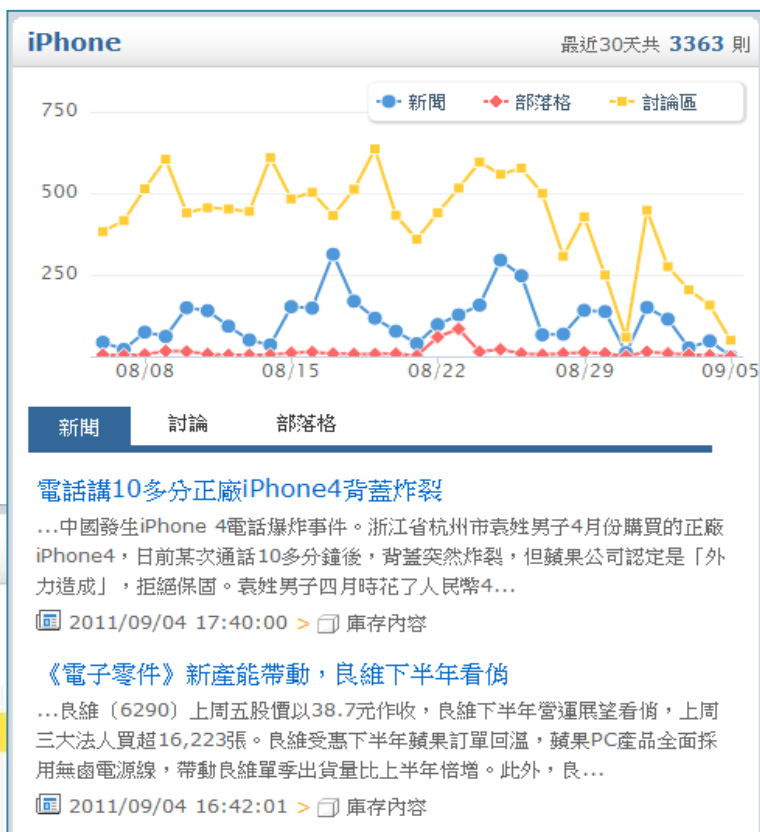 iPhone
最近30天共 3363 則
750
新聞 部落格 討論區
500
250
08/08 08/15 08/22 08/29 09/05
新聞 討論 部落格
電話講10多分正廠iPhone4背蓋炸裂
...中國發生iPhone 4電話爆炸事件。浙江省杭州市袁姓男子4月份購買的正廠
iPhone4，日前某次通話10多分鐘後，背蓋突然炸裂，但蘋果公司認定是「外
力造成」，拒絕保固。袁姓男子四月時花了人民幣4...
2011/09/04 17:40:00 > 庫存內容
《電子零件》新產能帶動，良維下半年看俏
...良維〔6290〕上周五股價以38.7元作收，良維下半年營運展望看俏，上周
三大法人買超16,223張。良維受惠下半年蘋果訂單回溫，蘋果PC產品全面採
用無鹵電源線，帶動良維單季出貨量比上半年倍增。此外，良...
2011/09/04 16:42:01 > 庫存內容